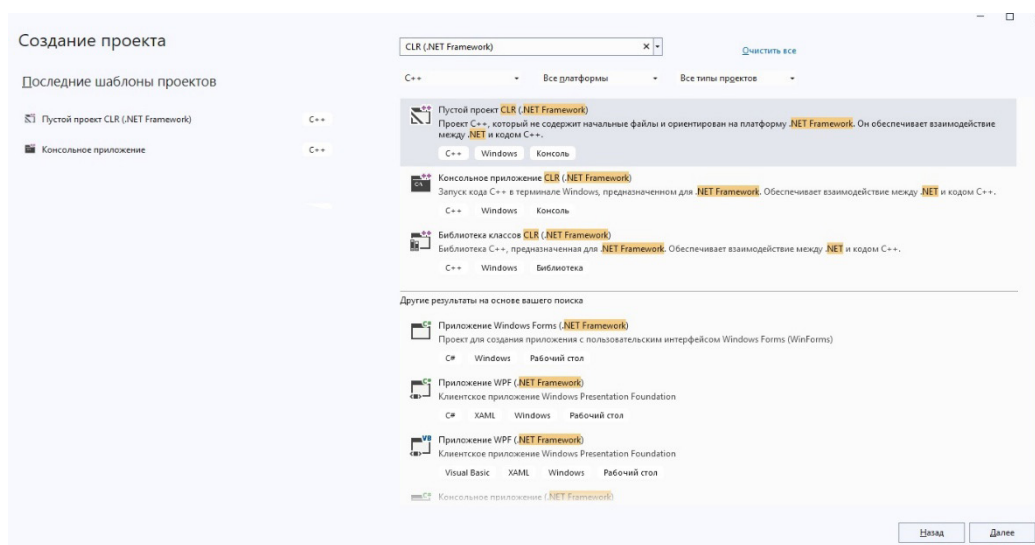 Создание проекта
CLR (.NET Framework)
Очистить все
Последние шаблоны проектов
C++ Все платформы Все типы проектов
Пустой проект CLR (.NET Framework) C++
Консольное приложение C++
Пустой проект CLR (.NET Framework)
Проект C++, который не содержит начальные файлы и ориентирован на платформу .NET Framework. Он обеспечивает взаимодействие
между .NET и кодом C++.
C++ Windows Консоль
Консольное приложение CLR (.NET Framework)
Запуск кода C++ в терминале Windows, предназначенном для .NET Framework. Обеспечивает взаимодействие между .NET и кодом C++.
C++ Windows Консоль
Библиотека классов CLR (.NET Framework)
Библиотека C++, предназначенная для .NET Framework. Обеспечивает взаимодействие между .NET и кодом C++.
C++ Windows Библиотека
Другие результаты на основе вашего поиска
Приложение Windows Forms (.NET Framework)
Проект для создания приложения с пользовательским интерфейсом Windows Forms (WinForms)
C# Windows Рабочий стол
Приложение WPF (.NET Framework)
Клиентское приложение Windows Presentation Foundation
C# XAML Windows Рабочий стол
Приложение WPF (.NET Framework)
Клиентское приложение Windows Presentation Foundation
Visual Basic XAML Windows Рабочий стол
Консольное приложение (.NET Framework)
Назад Далее